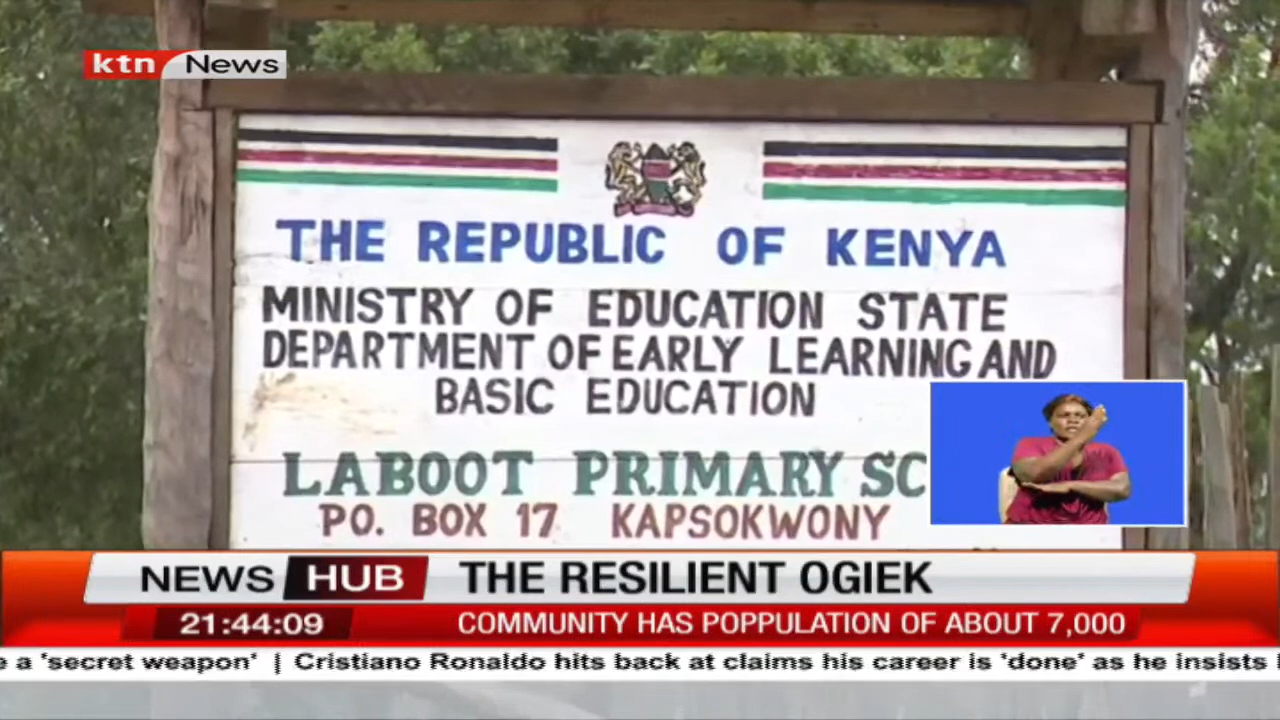 ktn News
THE REPUBLIC OF KENYA
MINISTRY OF EDUCATION STATE
DEPARTMENT OF EARLY LEARNING AND
BASIC EDUCATION
LABOOT PRIMARY SC
PO. BOX 17 KAPSOKWONY
NEWS HUB THE RESILIENT OGIEK
21:44:09 COMMUNITY HAS POPPULATION OF ABOUT 7,000
e a 'secret weapon' | Cristiano Ronaldo hits back at claims his career is 'done' as he insists